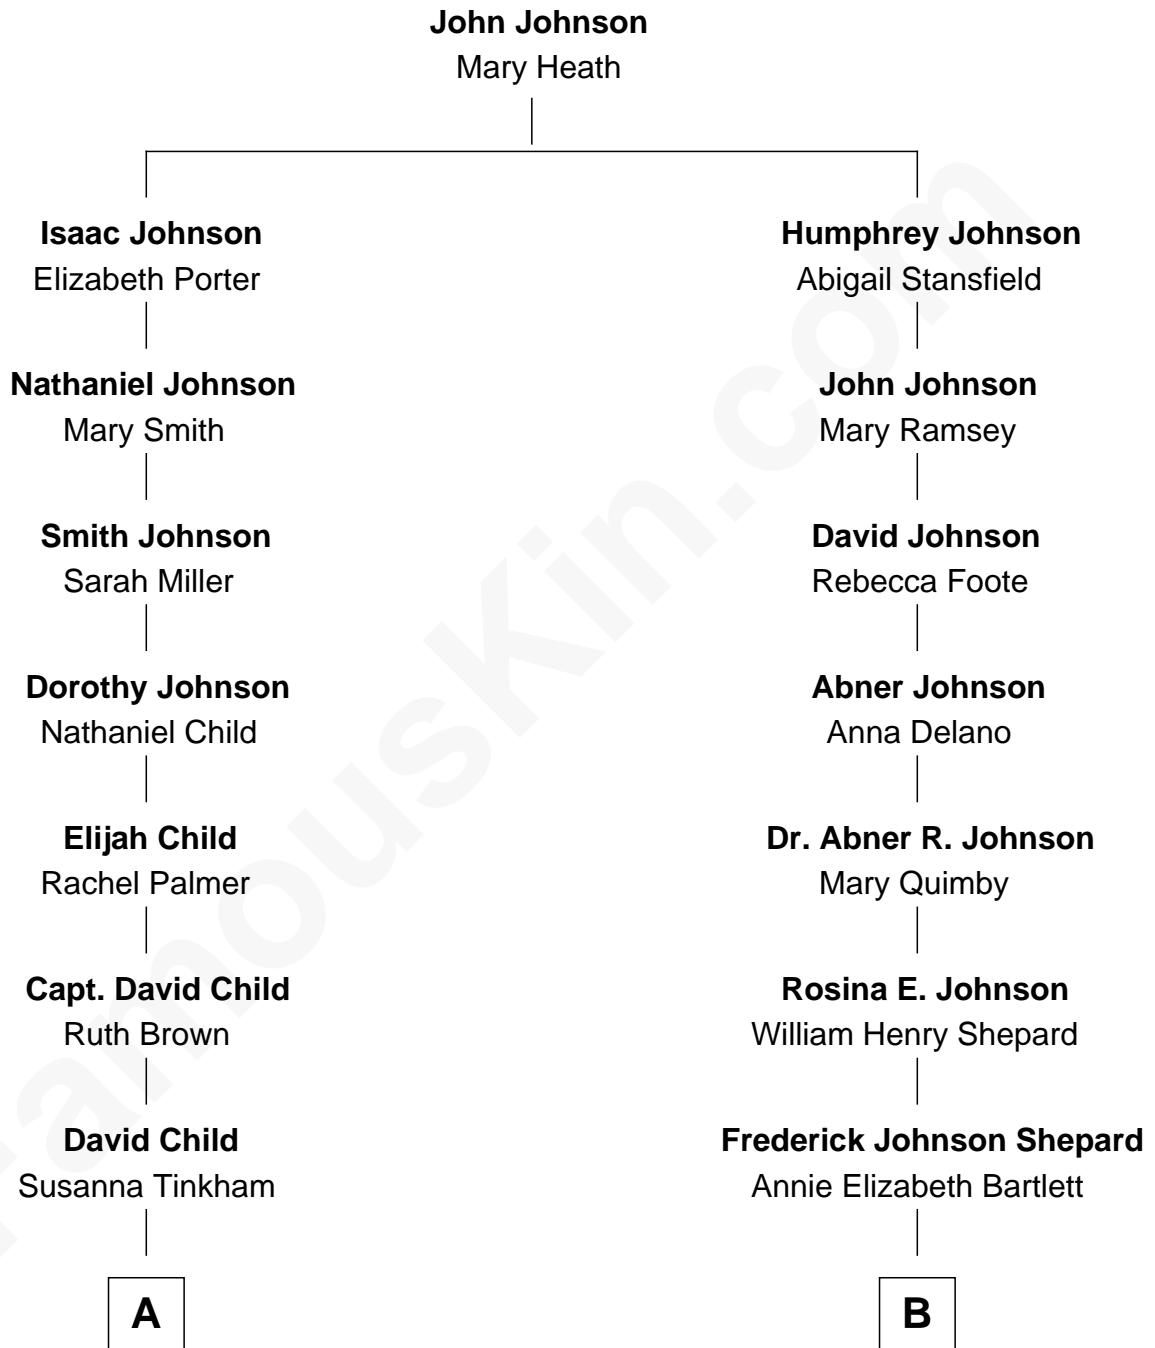 John Johnson
Mary Heath
Isaac Johnson
Elizabeth Porter
Humphrey Johnson
Abigail Stansfield
Nathaniel Johnson
Mary Smith
John Johnson
Mary Ramsey
Smith Johnson
Sarah Miller
David Johnson
Rebecca Foote
Dorothy Johnson
Nathaniel Child
Abner Johnson
Anna Delano
Elijah Child
Rachel Palmer
Dr. Abner R. Johnson
Mary Quimby
Capt. David Child
Ruth Brown
Rosina E. Johnson
William Henry Shepard
David Child
Susanna Tinkham
Frederick Johnson Shepard
Annie Elizabeth Bartlett
A
B
FamousKin.com